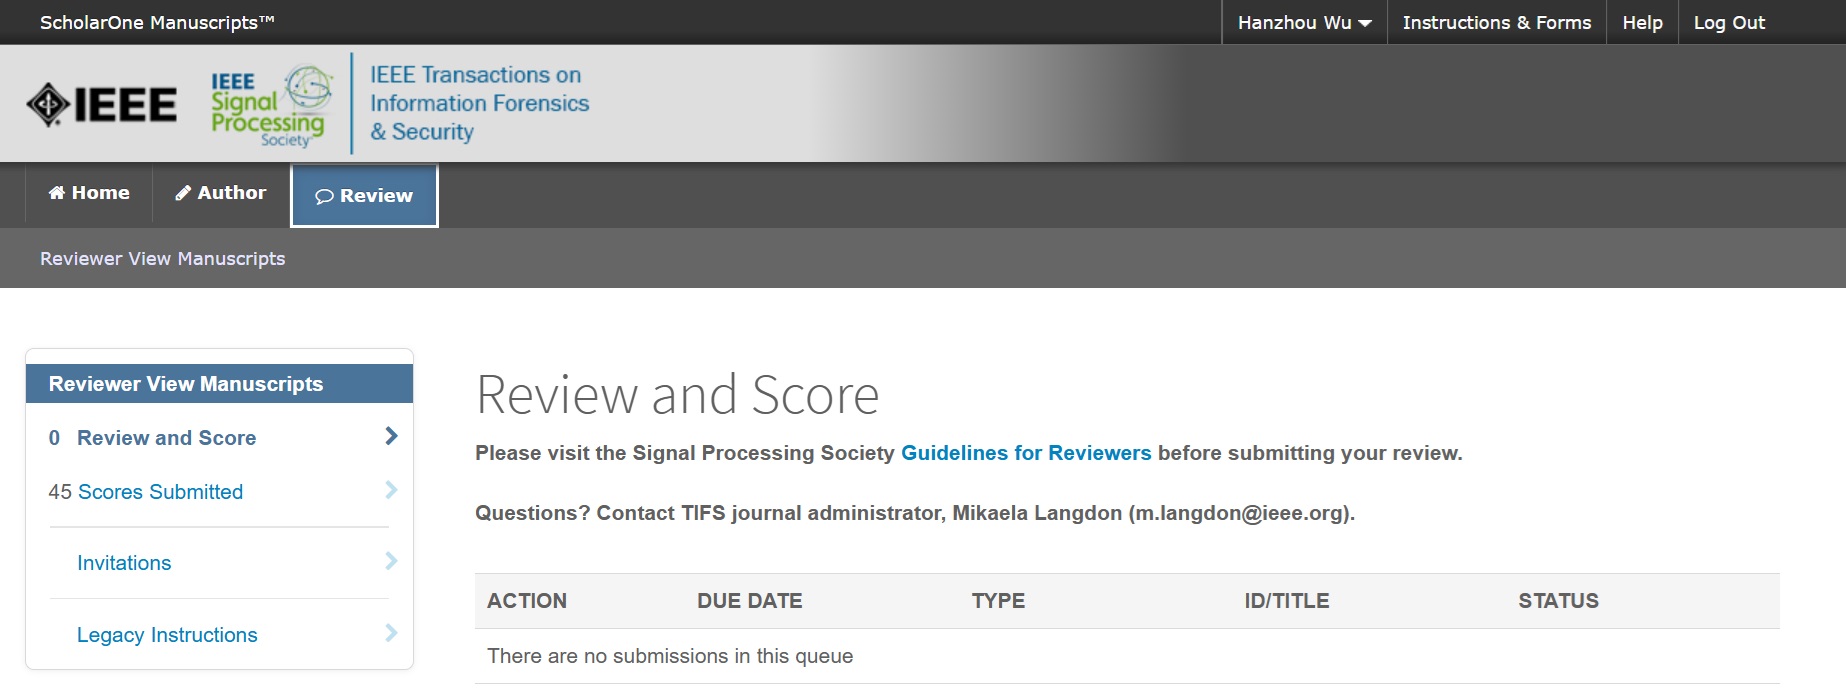 ScholarOne Manuscripts™
Hanzhou Wu
Instructions & Forms
Help
Log Out
IEEE
IEEE
Signal
Processing
Society
IEEE Transactions on
Information Forensics
& Security
Home
Author
Review
Reviewer View Manuscripts
Reviewer View Manuscripts
0 Review and Score
45 Scores Submitted
Invitations
Legacy Instructions
Review and Score
Please visit the Signal Processing Society Guidelines for Reviewers before submitting your review.
Questions? Contact TIFS journal administrator, Mikaela Langdon (m.langdon@ieee.org).
ACTION DUE DATE TYPE ID/TITLE STATUS
There are no submissions in this queue